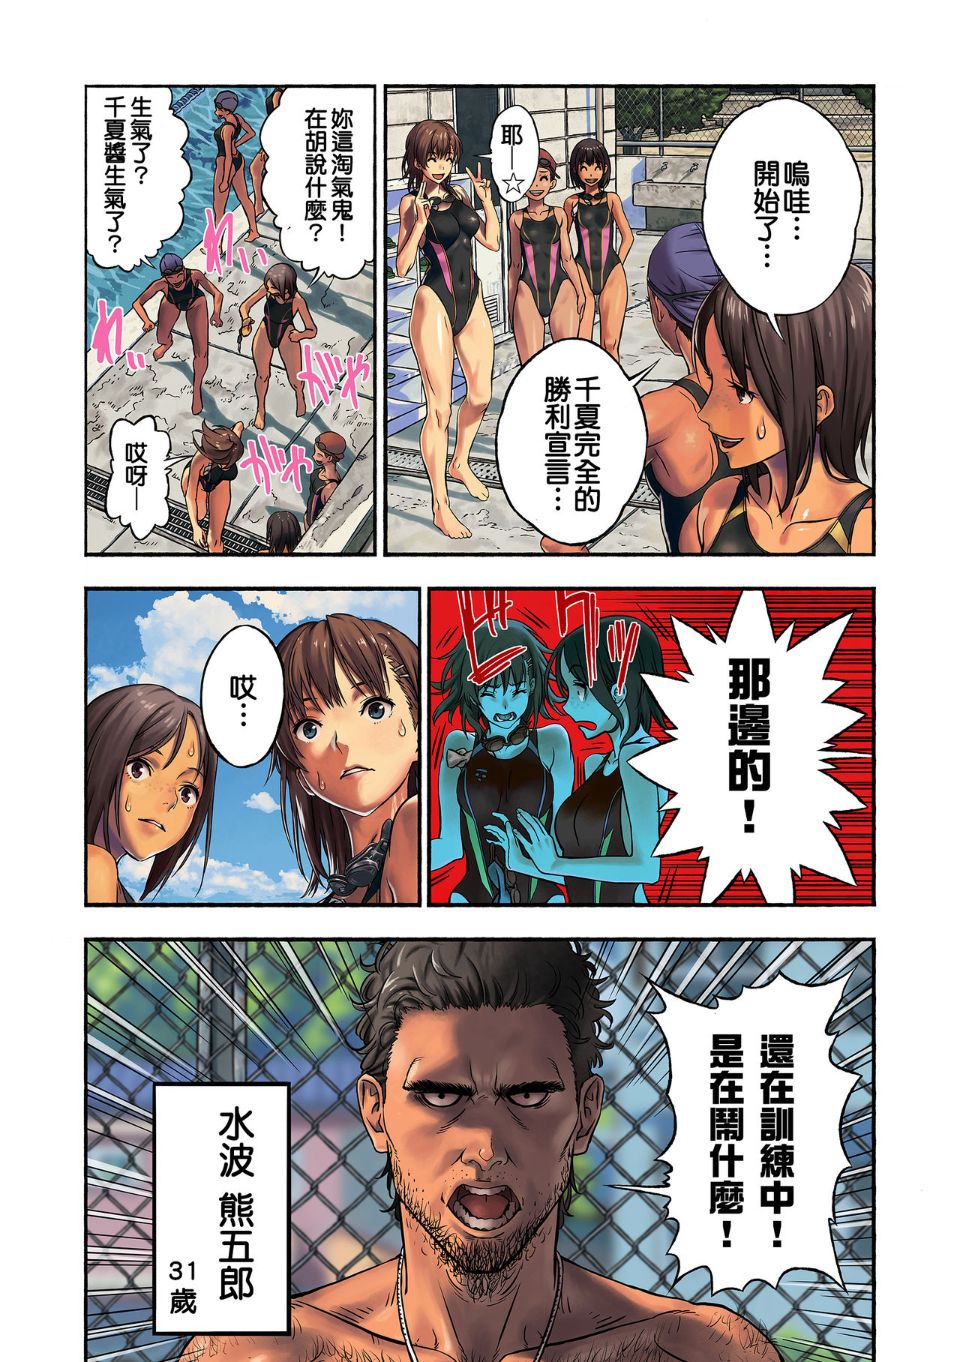 嗚哇…
開始了…
耶—☆
千夏完全的
勝利宣言…
妳這淘氣鬼！
在胡說什麼？
生氣了？
千夏醬生氣了？
わい
わい
ガヤ
ガヤ
哎呀—
那邊的！
ビク
哎…
還在訓練中！
是在鬧什麼！
水波 熊五郎
31歲